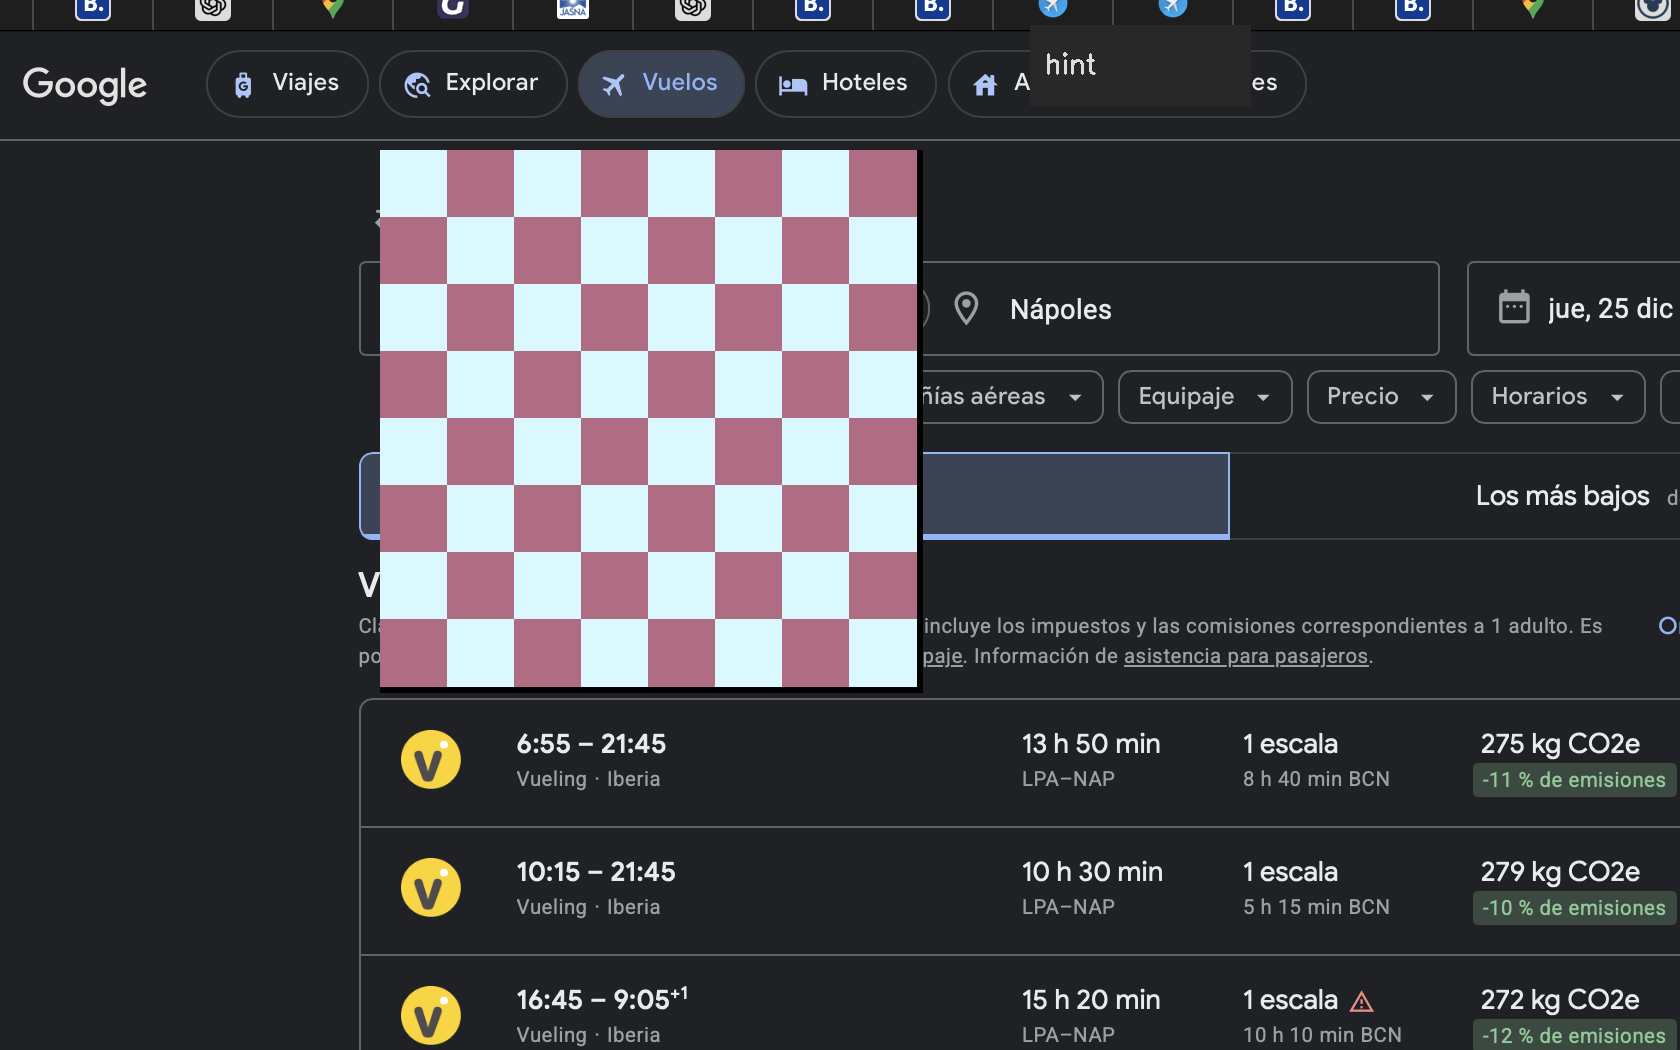 B. B. B. B. B.
JASNA
Google Viajes Explorar Vuelos Hoteles A es
hint
Nápoles jue, 25 dic
ñías aéreas Equipaje Precio Horarios
Los más bajos d
V
Cla incluye los impuestos y las comisiones correspondientes a 1 adulto. Es O
po paje. Información de asistencia para pasajeros.
6:55 – 21:45 13 h 50 min 1 escala 275 kg CO2e
Vueling · Iberia LPA–NAP 8 h 40 min BCN -11 % de emisiones
10:15 – 21:45 10 h 30 min 1 escala 279 kg CO2e
Vueling · Iberia LPA–NAP 5 h 15 min BCN -10 % de emisiones
16:45 – 9:05+1 15 h 20 min 1 escala 272 kg CO2e
Vueling · Iberia LPA–NAP 10 h 10 min BCN -12 % de emisiones